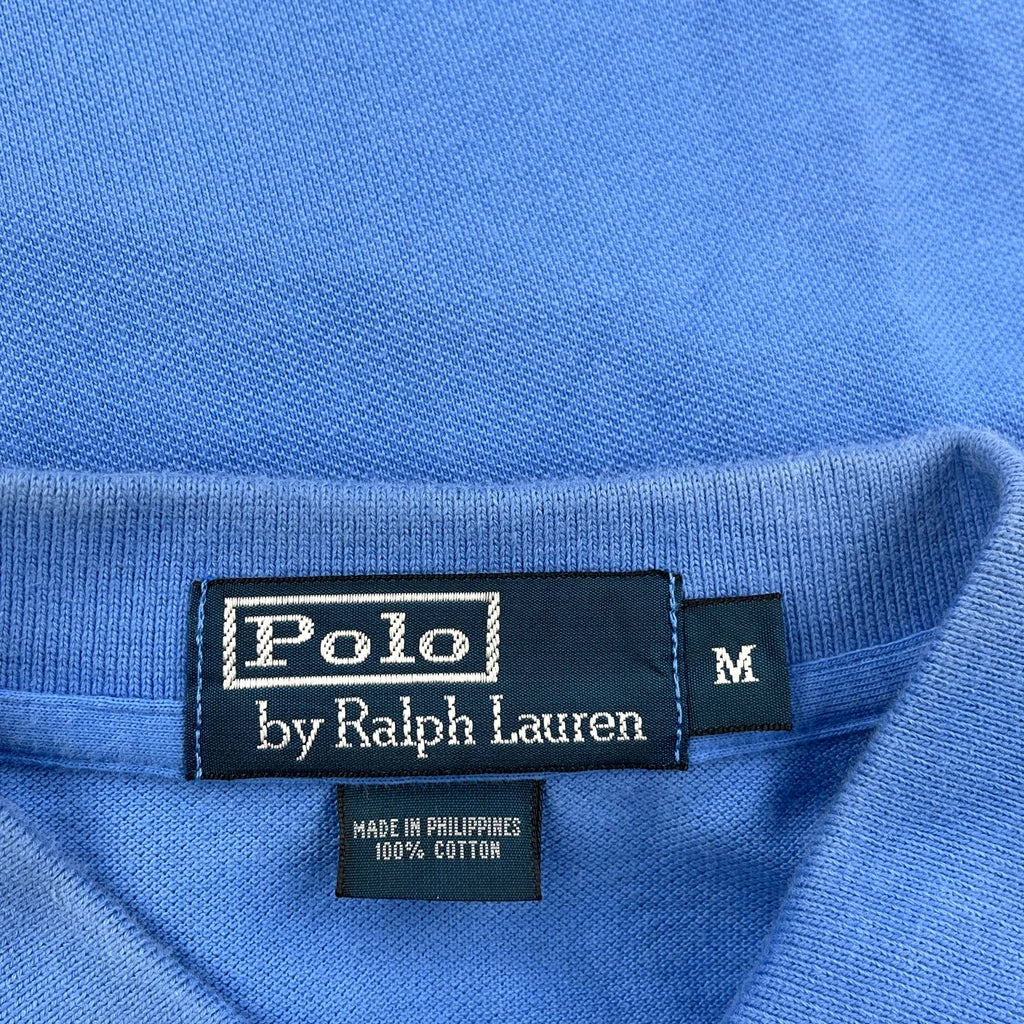 Polo
by Ralph Lauren
M
MADE IN PHILIPPINES
100% COTTON